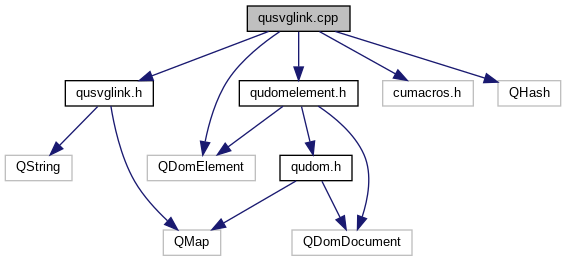 qusvglink.cpp
qusvglink.h
qudomelement.h
cumacros.h
QHash
QString
QDomElement
qudom.h
QMap
QDomDocument